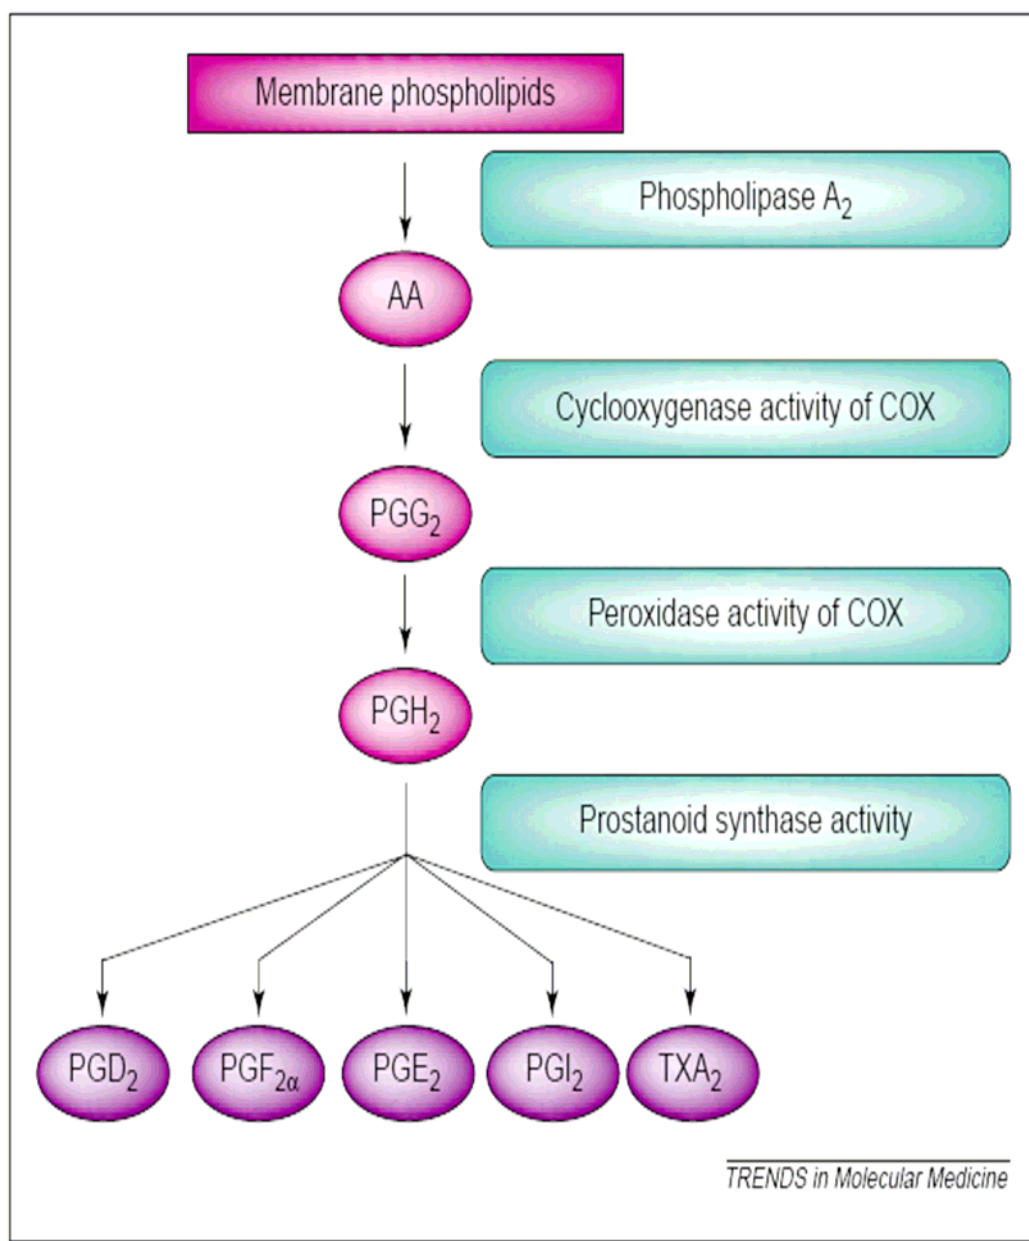 Membrane phospholipids
Phospholipase A₂
AA
Cyclooxygenase activity of COX
PGG₂
Peroxidase activity of COX
PGH₂
Prostanoid synthase activity
PGD₂ PGF₂α PGE₂ PGI₂ TXA₂
TRENDS in Molecular Medicine